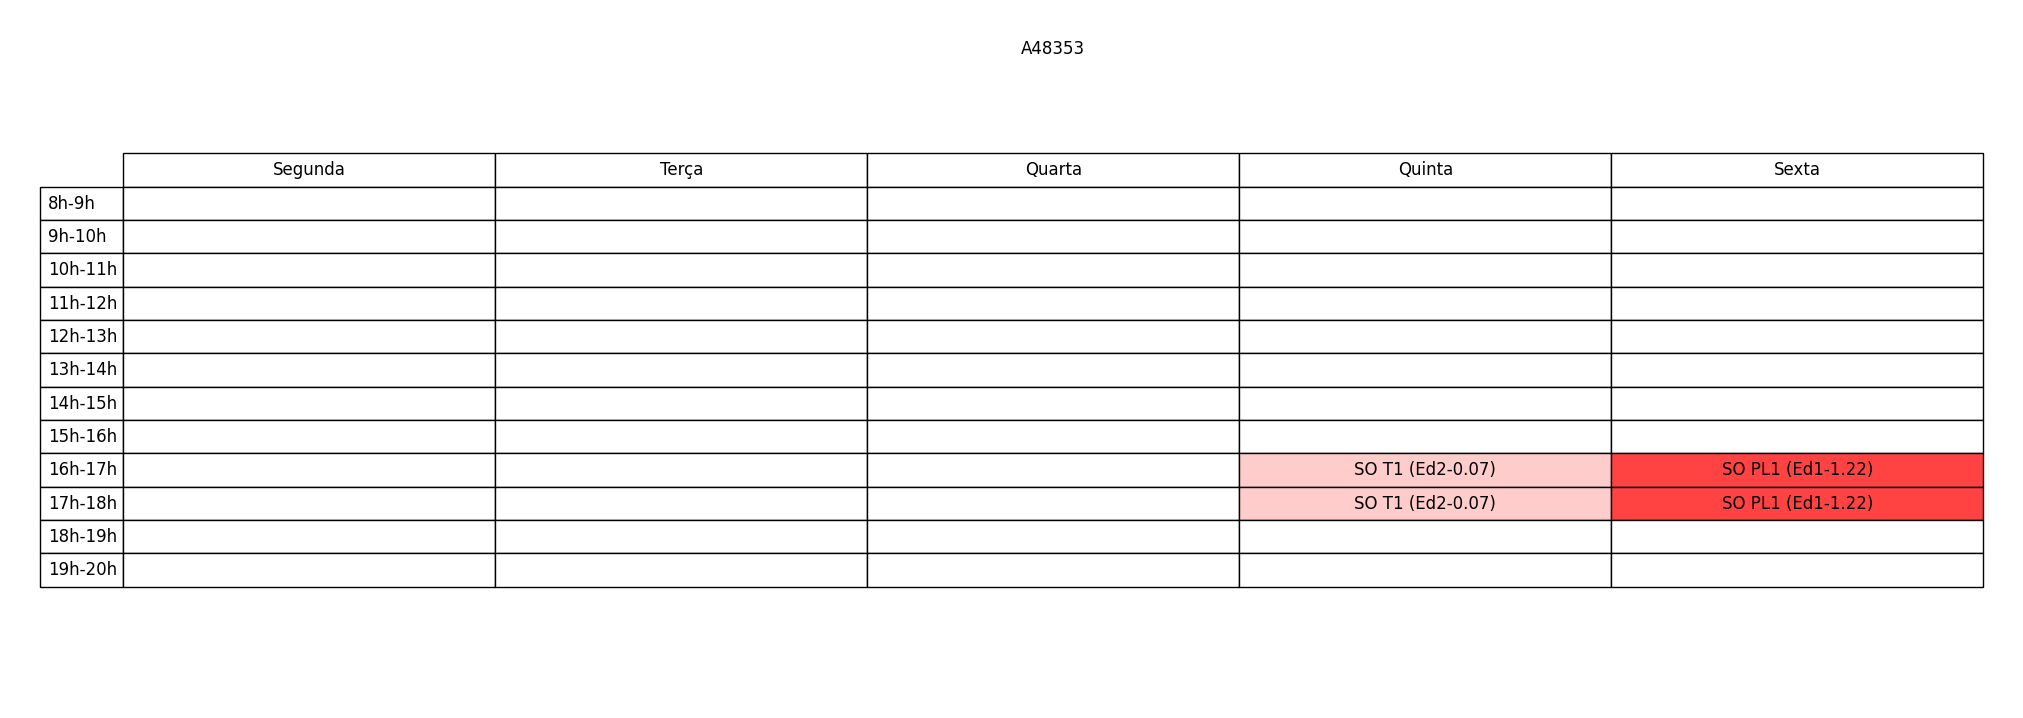 A48353
Segunda Terça Quarta Quinta Sexta
8h-9h
9h-10h
10h-11h
11h-12h
12h-13h
13h-14h
14h-15h
15h-16h
16h-17h SO T1 (Ed2-0.07) SO PL1 (Ed1-1.22)
17h-18h SO T1 (Ed2-0.07) SO PL1 (Ed1-1.22)
18h-19h
19h-20h